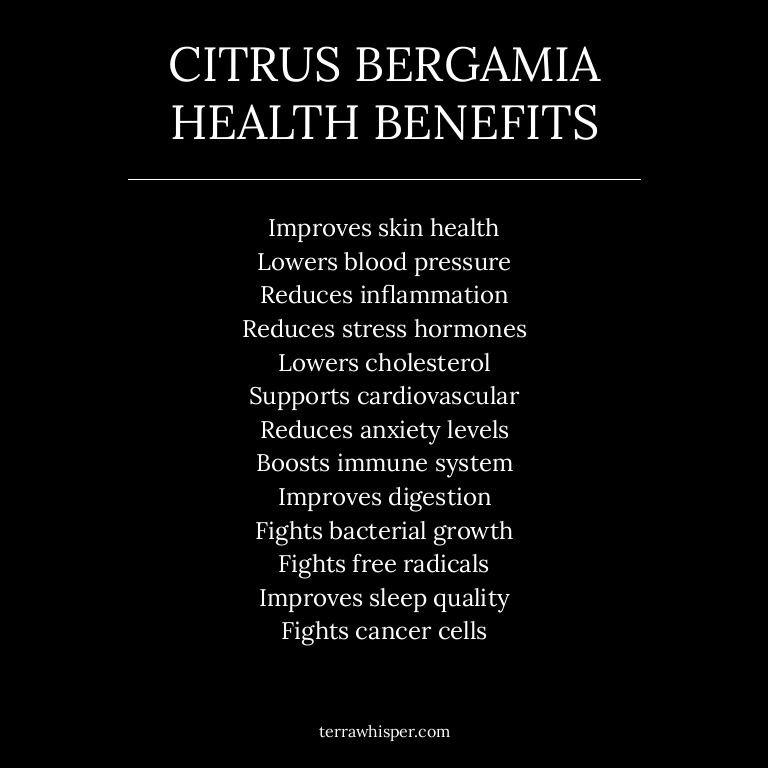 CITRUS BERGAMIA
HEALTH BENEFITS
Improves skin health
Lowers blood pressure
Reduces inflammation
Reduces stress hormones
Lowers cholesterol
Supports cardiovascular
Reduces anxiety levels
Boosts immune system
Improves digestion
Fights bacterial growth
Fights free radicals
Improves sleep quality
Fights cancer cells
terrawhisper.com